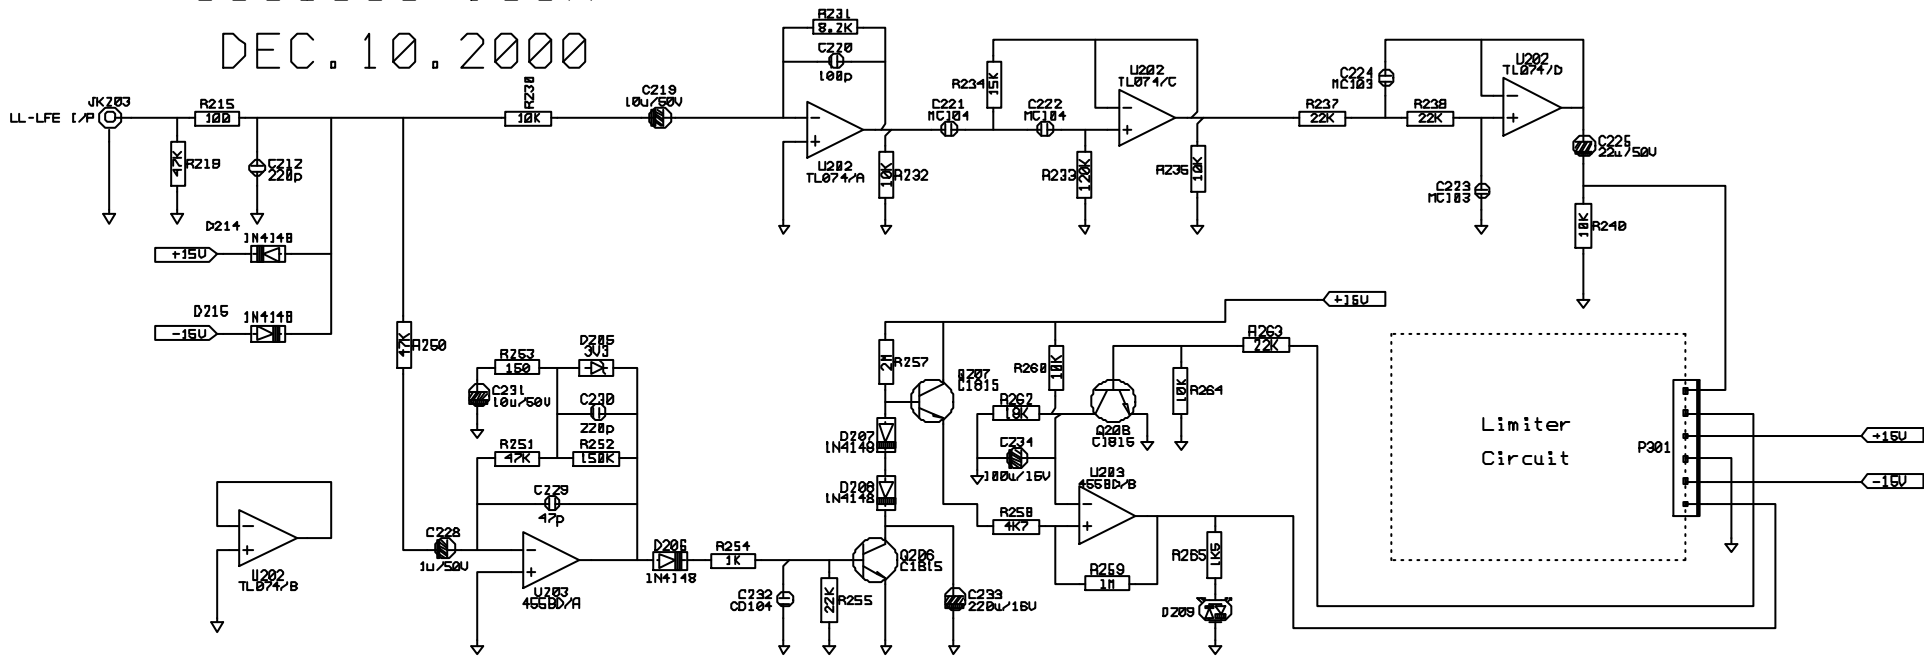 DEC.10.2000
LL-LFE I/P
JK203
R215
100
47K
R218
C212
220p
D214
1N4148
+15V
D215
1N4148
-15V
R230
10K
C219
10u/50V
R231
8.2K
C220
100p
U202
TL074/A
10K
R232
C221
MC104
R234
15K
C222
MC104
R233
120K
U202
TL074/C
R236
10K
R237
22K
C224
MC103
R238
22K
C223
MC103
U202
TL074/D
C225
22u/50V
10K
R240
47K
R250
R253
150
C231
10u/50V
D205
3V3
C230
220p
R251
47K
R252
150K
C229
47p
C228
1u/50V
U203
4558D/A
U202
TL074/B
D206
1N4148
R254
1K
C232
CD104
22K
R255
Q206
C1815
C233
220u/16V
2M
R257
Q207
C1815
D207
1N4148
D208
1N4148
R260
10K
R262
18K
C234
100u/16V
Q208
C1815
10K
R264
R263
22K
+15V
U203
4558D/B
R258
4K7
R259
1M
R265
1K5
D209
Limiter
Circuit
P301
+15V
-15V